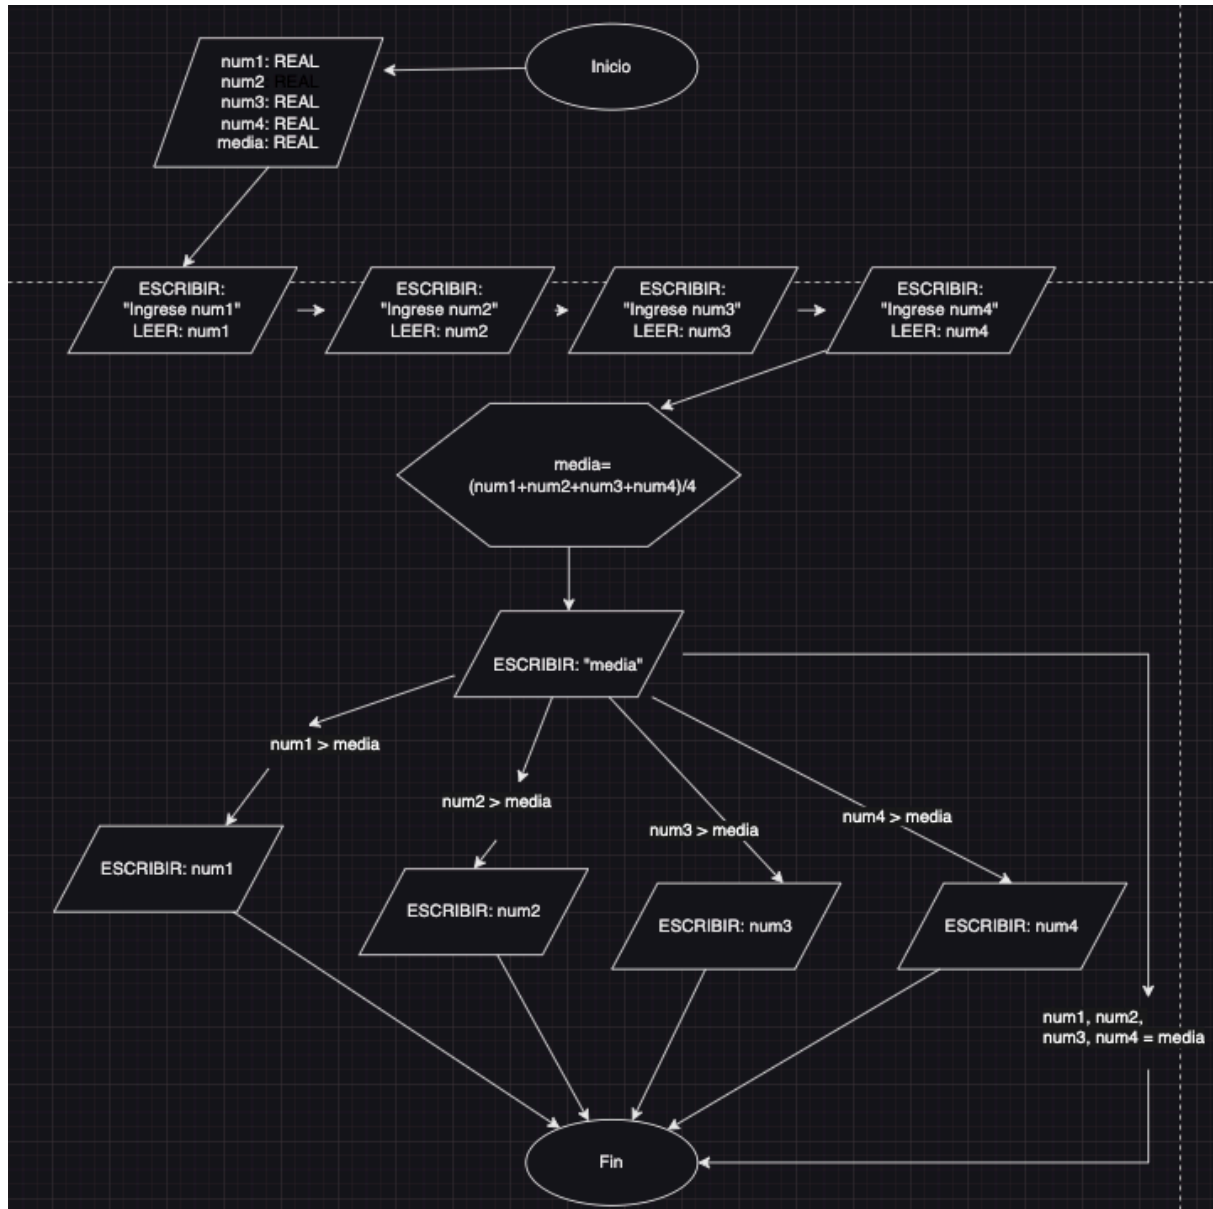 Inicio
num1: REAL
num2: REAL
num3: REAL
num4: REAL
media: REAL
ESCRIBIR:
"Ingrese num1"
LEER: num1
ESCRIBIR:
"Ingrese num2"
LEER: num2
ESCRIBIR:
"Ingrese num3"
LEER: num3
ESCRIBIR:
"Ingrese num4"
LEER: num4
media=
(num1+num2+num3+num4)/4
ESCRIBIR: "media"
num1 > media
num2 > media
num3 > media
num4 > media
ESCRIBIR: num1
ESCRIBIR: num2
ESCRIBIR: num3
ESCRIBIR: num4
num1, num2,
num3, num4 = media
Fin